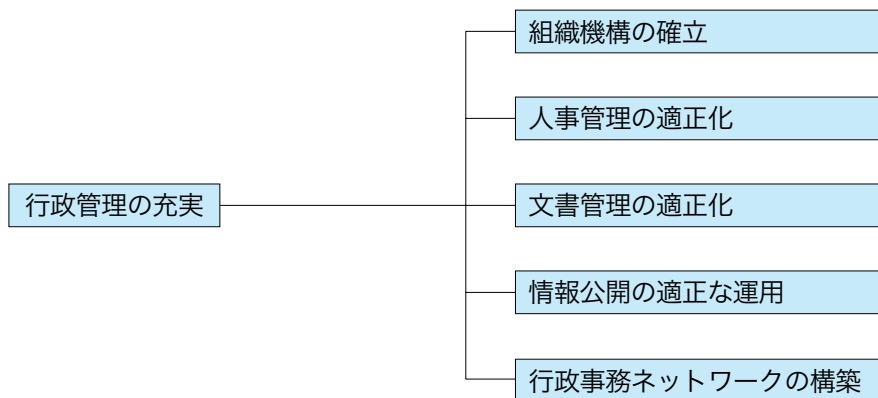 組織機構の確立
人事管理の適正化
行政管理の充実
文書管理の適正化
情報公開の適正な運用
行政事務ネットワークの構築